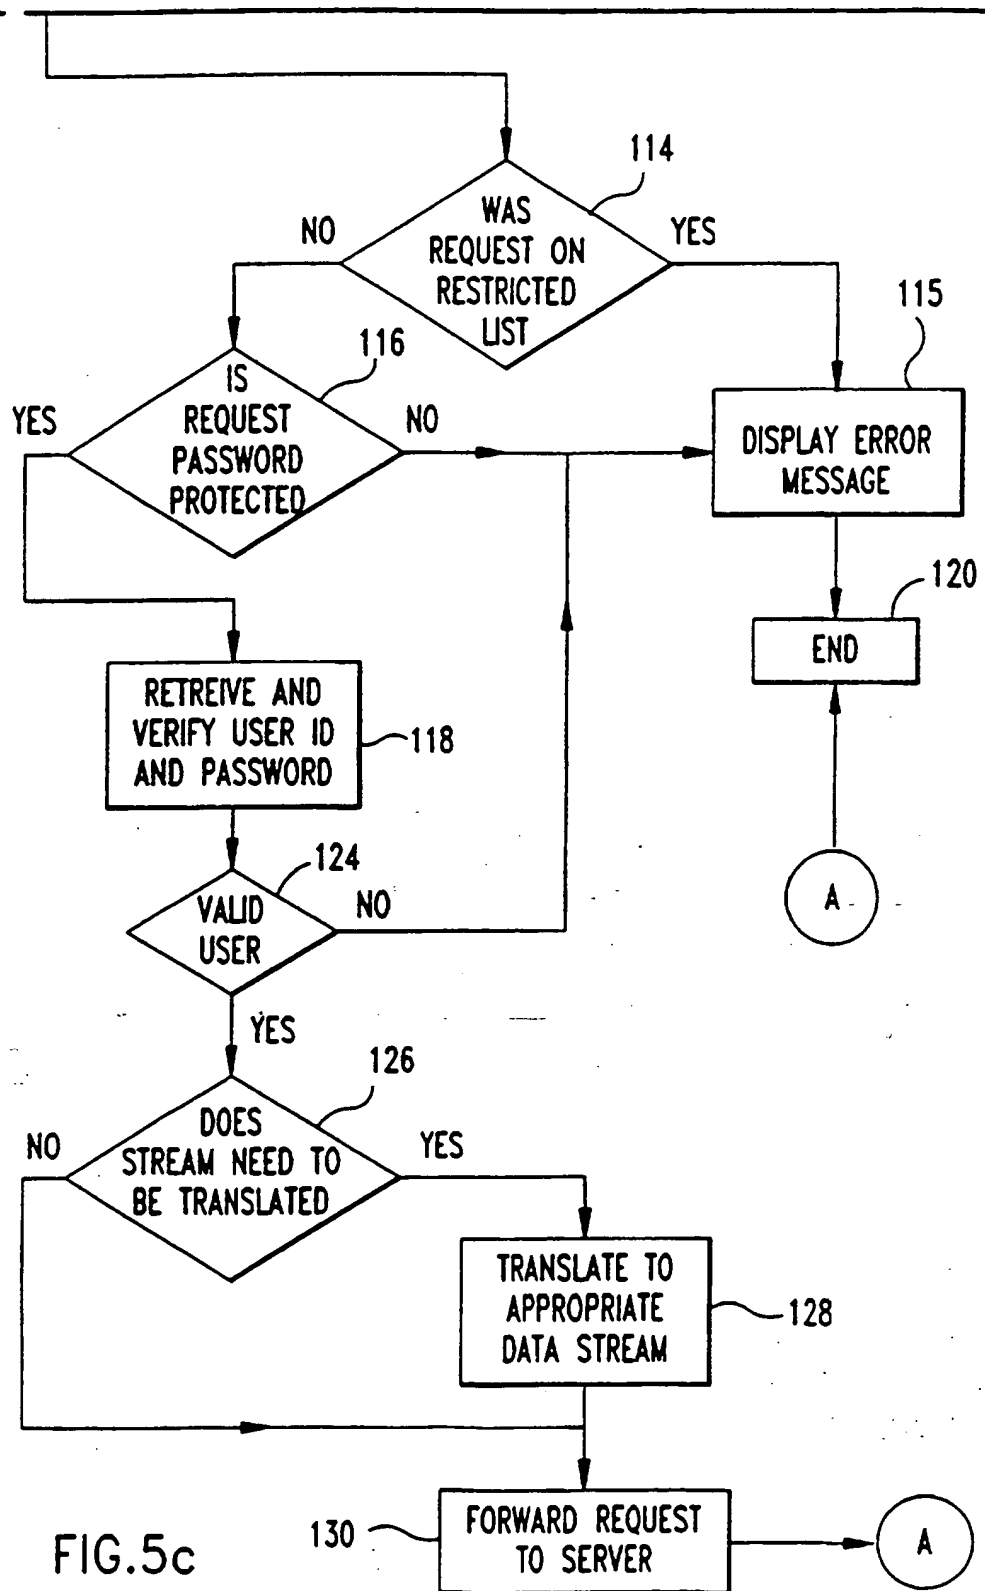 114
WAS
REQUEST ON
RESTRICTED
LIST
NO
YES
115
116
IS
REQUEST
PASSWORD
PROTECTED
YES
NO
DISPLAY ERROR
MESSAGE
120
END
RETREIVE AND
VERIFY USER ID
AND PASSWORD
118
124
VALID
USER
NO
A
YES
126
DOES
STREAM NEED TO
BE TRANSLATED
NO
YES
TRANSLATE TO
APPROPRIATE
DATA STREAM
128
130
FORWARD REQUEST
TO SERVER
A
FIG.5c